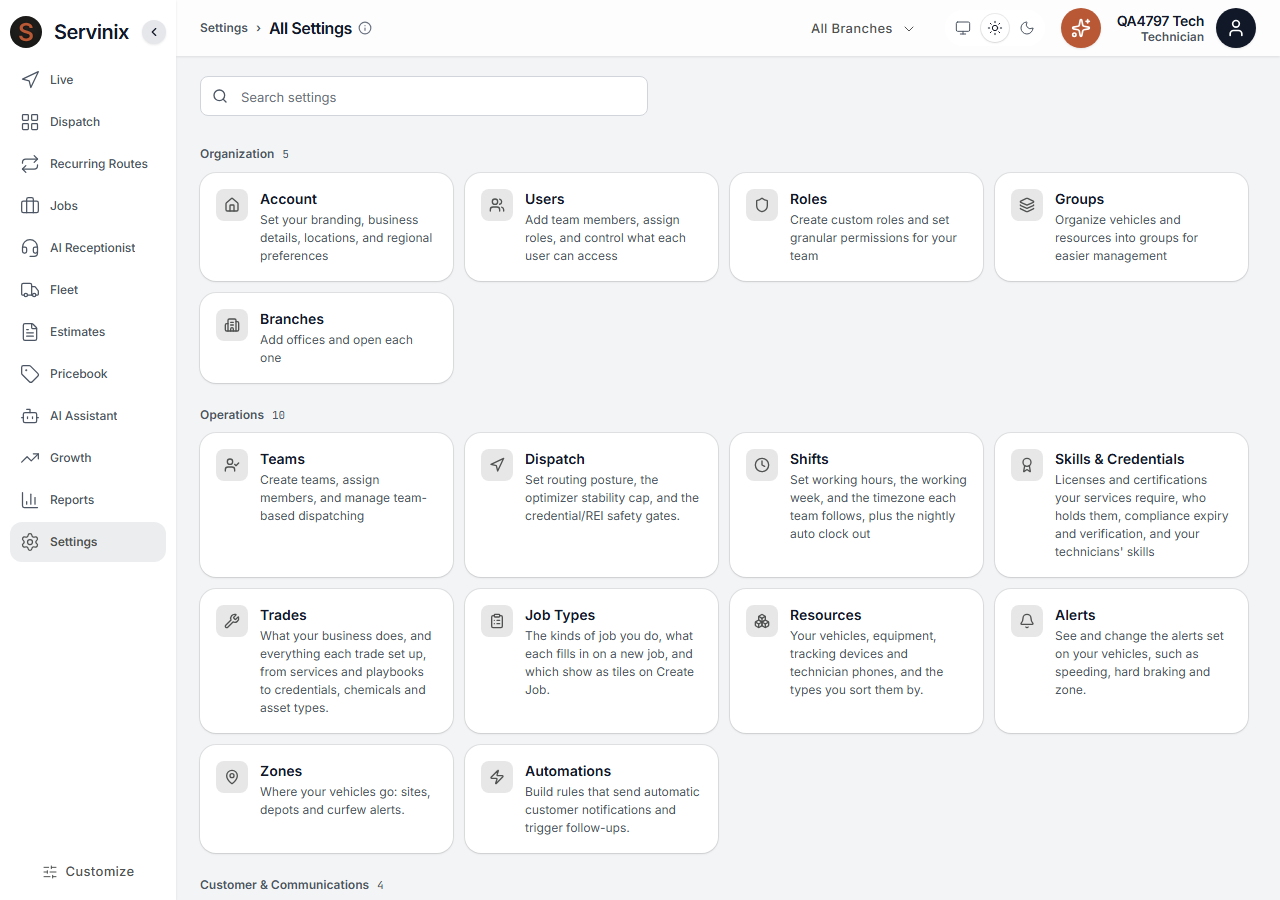 S Servinix
Settings › All Settings
All Branches
QA4797 Tech
Technician
Live
Dispatch
Recurring Routes
Jobs
AI Receptionist
Fleet
Estimates
Pricebook
AI Assistant
Growth
Reports
Settings
Customize
Search settings
Organization 5
Account
Set your branding, business
details, locations, and regional
preferences
Users
Add team members, assign
roles, and control what each
user can access
Roles
Create custom roles and set
granular permissions for your
team
Groups
Organize vehicles and
resources into groups for
easier management
Branches
Add offices and open each
one
Operations 10
Teams
Create teams, assign
members, and manage team-
based dispatching
Dispatch
Set routing posture, the
optimizer stability cap, and the
credential/REI safety gates.
Shifts
Set working hours, the working
week, and the timezone each
team follows, plus the nightly
auto clock out
Skills & Credentials
Licenses and certifications
your services require, who
holds them, compliance expiry
and verification, and your
technicians' skills
Trades
What your business does, and
everything each trade set up,
from services and playbooks
to credentials, chemicals and
asset types.
Job Types
The kinds of job you do, what
each fills in on a new job, and
which show as tiles on Create
Job.
Resources
Your vehicles, equipment,
tracking devices and
technician phones, and the
types you sort them by.
Alerts
See and change the alerts set
on your vehicles, such as
speeding, hard braking and
zone.
Zones
Where your vehicles go: sites,
depots and curfew alerts.
Automations
Build rules that send automatic
customer notifications and
trigger follow-ups.
Customer & Communications 4